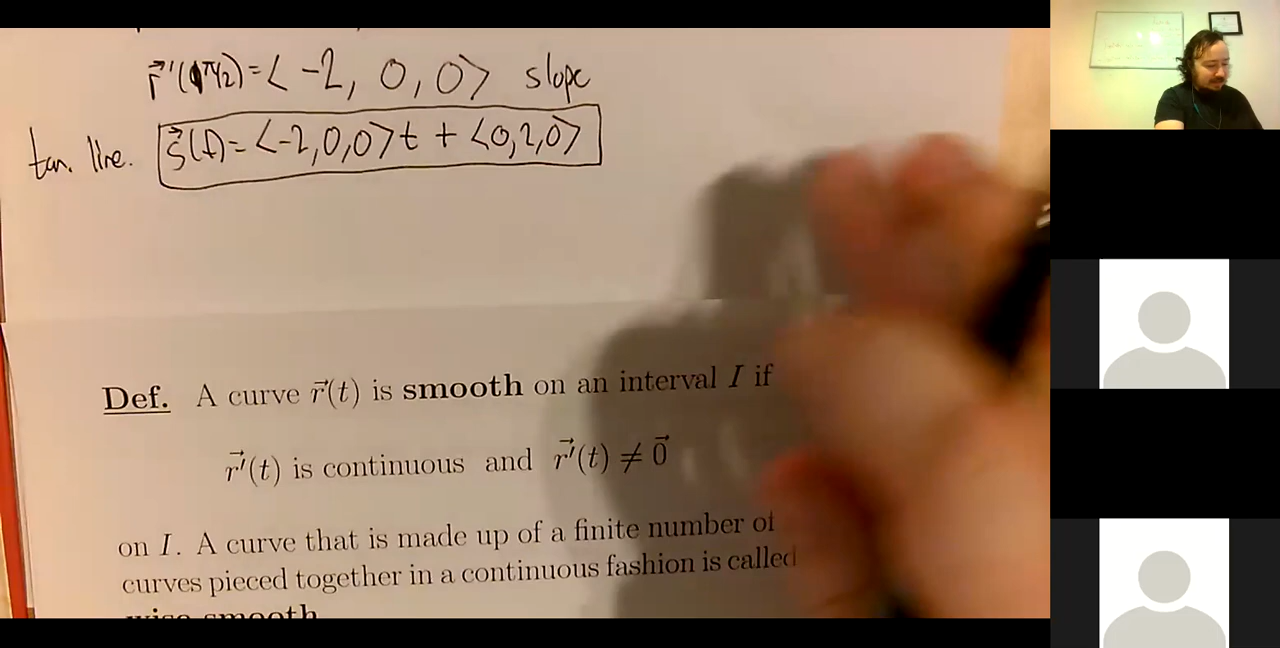 r⃗'(π/2)=< -2, 0, 0> slope
tan. line. s⃗(t)=<-2,0,0>t + <0,2,0>
Def. A curve r⃗(t) is smooth on an interval I if
r⃗'(t) is continuous and r⃗'(t) ≠ 0⃗
on I. A curve that is made up of a finite number of
curves pieced together in a continuous fashion is called
wise smooth